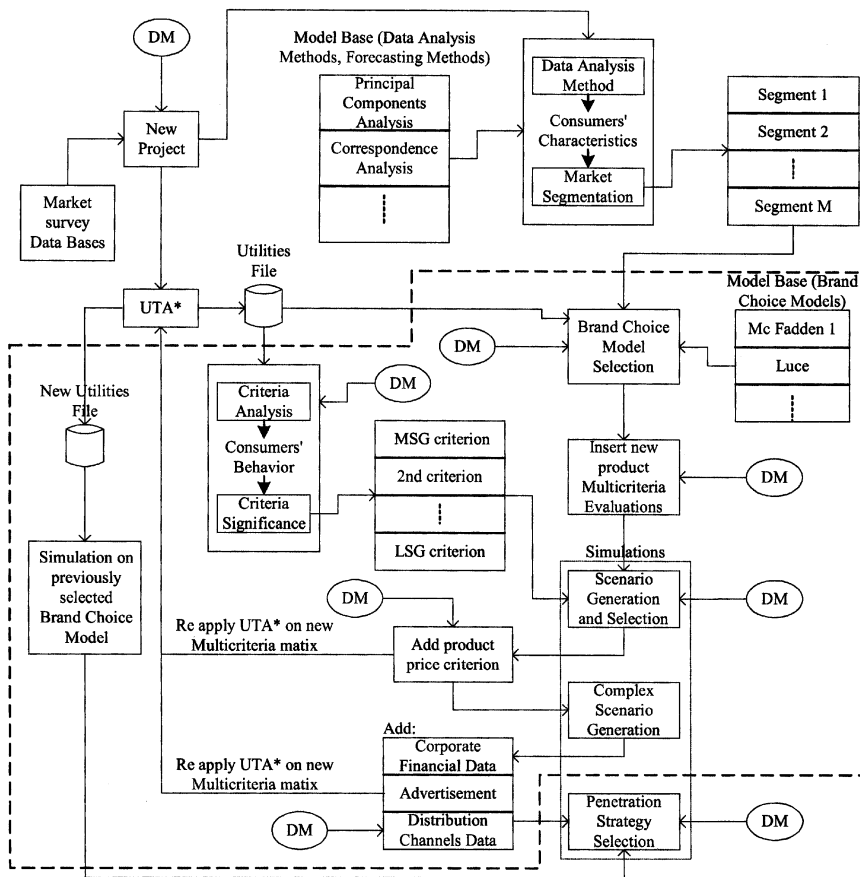 DM
Model Base (Data Analysis
Methods, Forecasting Methods)
Principal
Components
Analysis
Correspondence
Analysis
Data Analysis
Method
Consumers'
Characteristics
Market
Segmentation
Segment 1
Segment 2
Segment M
New
Project
Market
survey
Data Bases
Utilities
File
UTA*
Model Base (Brand
Choice Models)
Mc Fadden 1
Luce
Brand Choice
Model
Selection
DM
DM
New Utilities
File
Criteria
Analysis
Consumers'
Behavior
Criteria
Significance
MSG criterion
2nd criterion
LSG criterion
Insert new
product
Multicriteria
Evaluations
DM
Simulation on
previously
selected
Brand Choice
Model
Simulations
Scenario
Generation
and Selection
DM
DM
Re apply UTA* on new
Multicriteria matix
Add product
price criterion
Complex
Scenario
Generation
Add:
Corporate
Financial Data
Advertisement
Distribution
Channels Data
Re apply UTA* on new
Multicriteria matix
DM
Penetration
Strategy
Selection
DM